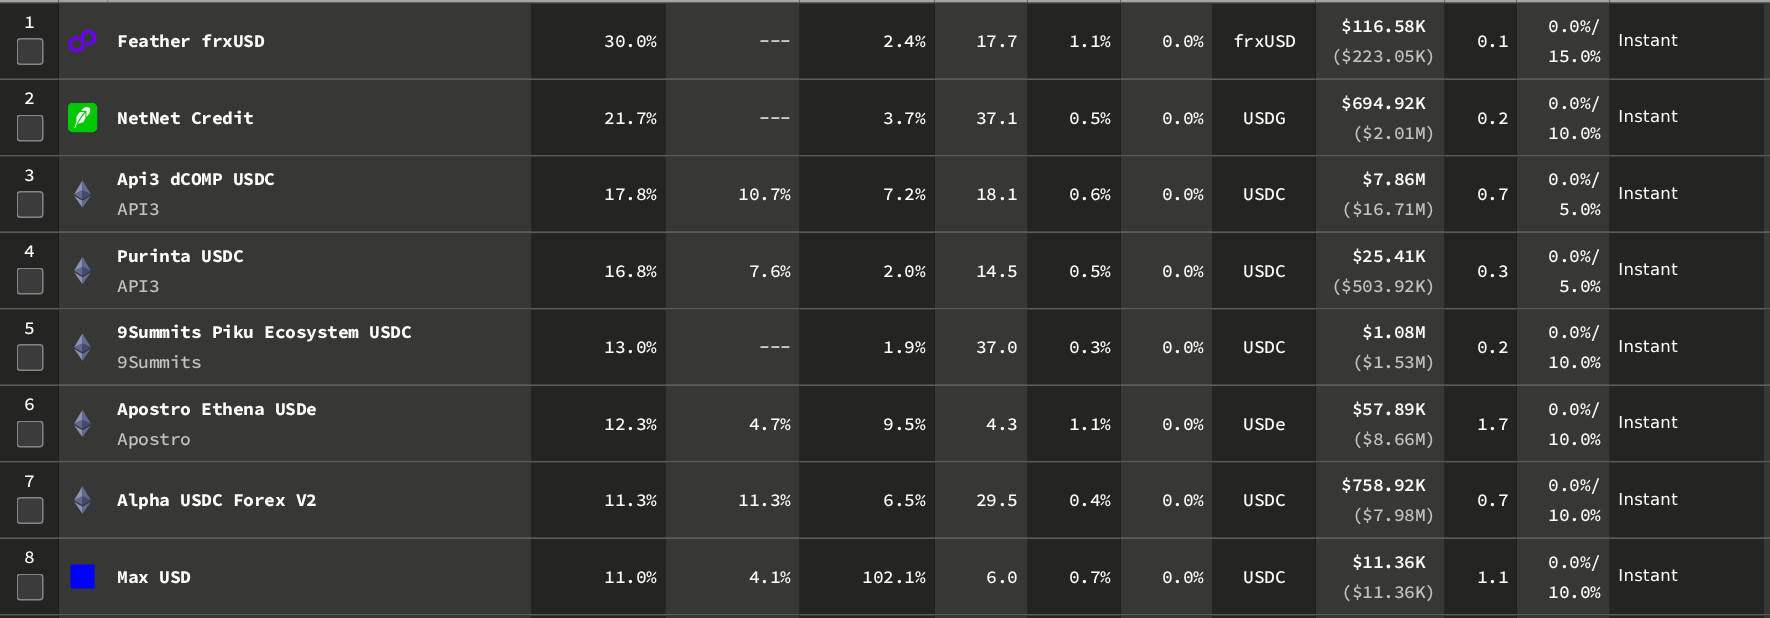 1
Feather frxUSD 30.0% --- 2.4% 17.7 1.1% 0.0% frxUSD $116.58K ($223.05K) 0.1 0.0%/ 15.0% Instant
2
NetNet Credit 21.7% --- 3.7% 37.1 0.5% 0.0% USDG $694.92K ($2.01M) 0.2 0.0%/ 10.0% Instant
3
Api3 dCOMP USDC
API3 17.8% 10.7% 7.2% 18.1 0.6% 0.0% USDC $7.86M ($16.71M) 0.7 0.0%/ 5.0% Instant
4
Purinta USDC
API3 16.8% 7.6% 2.0% 14.5 0.5% 0.0% USDC $25.41K ($503.92K) 0.3 0.0%/ 5.0% Instant
5
9Summits Piku Ecosystem USDC
9Summits 13.0% --- 1.9% 37.0 0.3% 0.0% USDC $1.08M ($1.53M) 0.2 0.0%/ 10.0% Instant
6
Apostro Ethena USDe
Apostro 12.3% 4.7% 9.5% 4.3 1.1% 0.0% USDe $57.89K ($8.66M) 1.7 0.0%/ 10.0% Instant
7
Alpha USDC Forex V2 11.3% 11.3% 6.5% 29.5 0.4% 0.0% USDC $758.92K ($7.98M) 0.7 0.0%/ 10.0% Instant
8
Max USD 11.0% 4.1% 102.1% 6.0 0.7% 0.0% USDC $11.36K ($11.36K) 1.1 0.0%/ 10.0% Instant